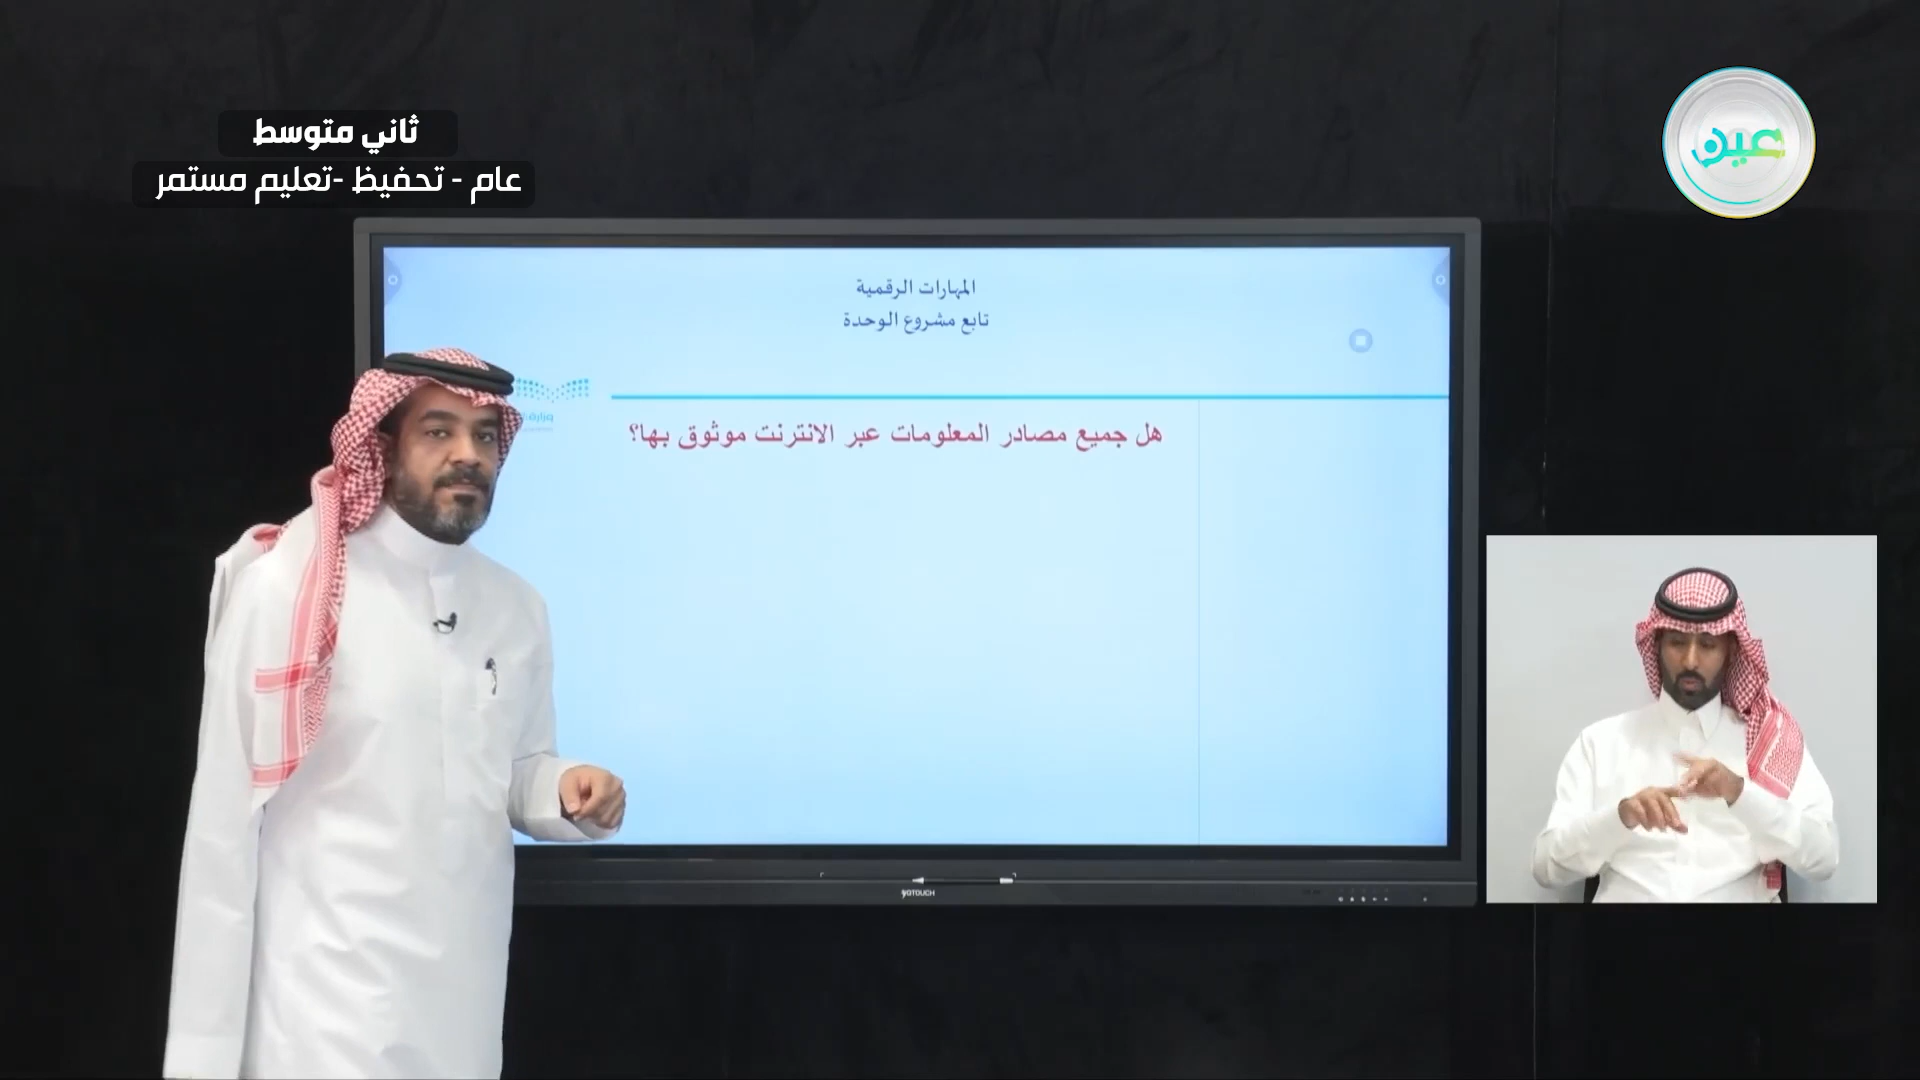 ثاني متوسط
عام - تحفيظ -تعليم مستمر
عين
المهارات الرقمية
تابع مشروع الوحدة
وزارة
هل جميع مصادر المعلومات عبر الانترنت موثوق بها؟